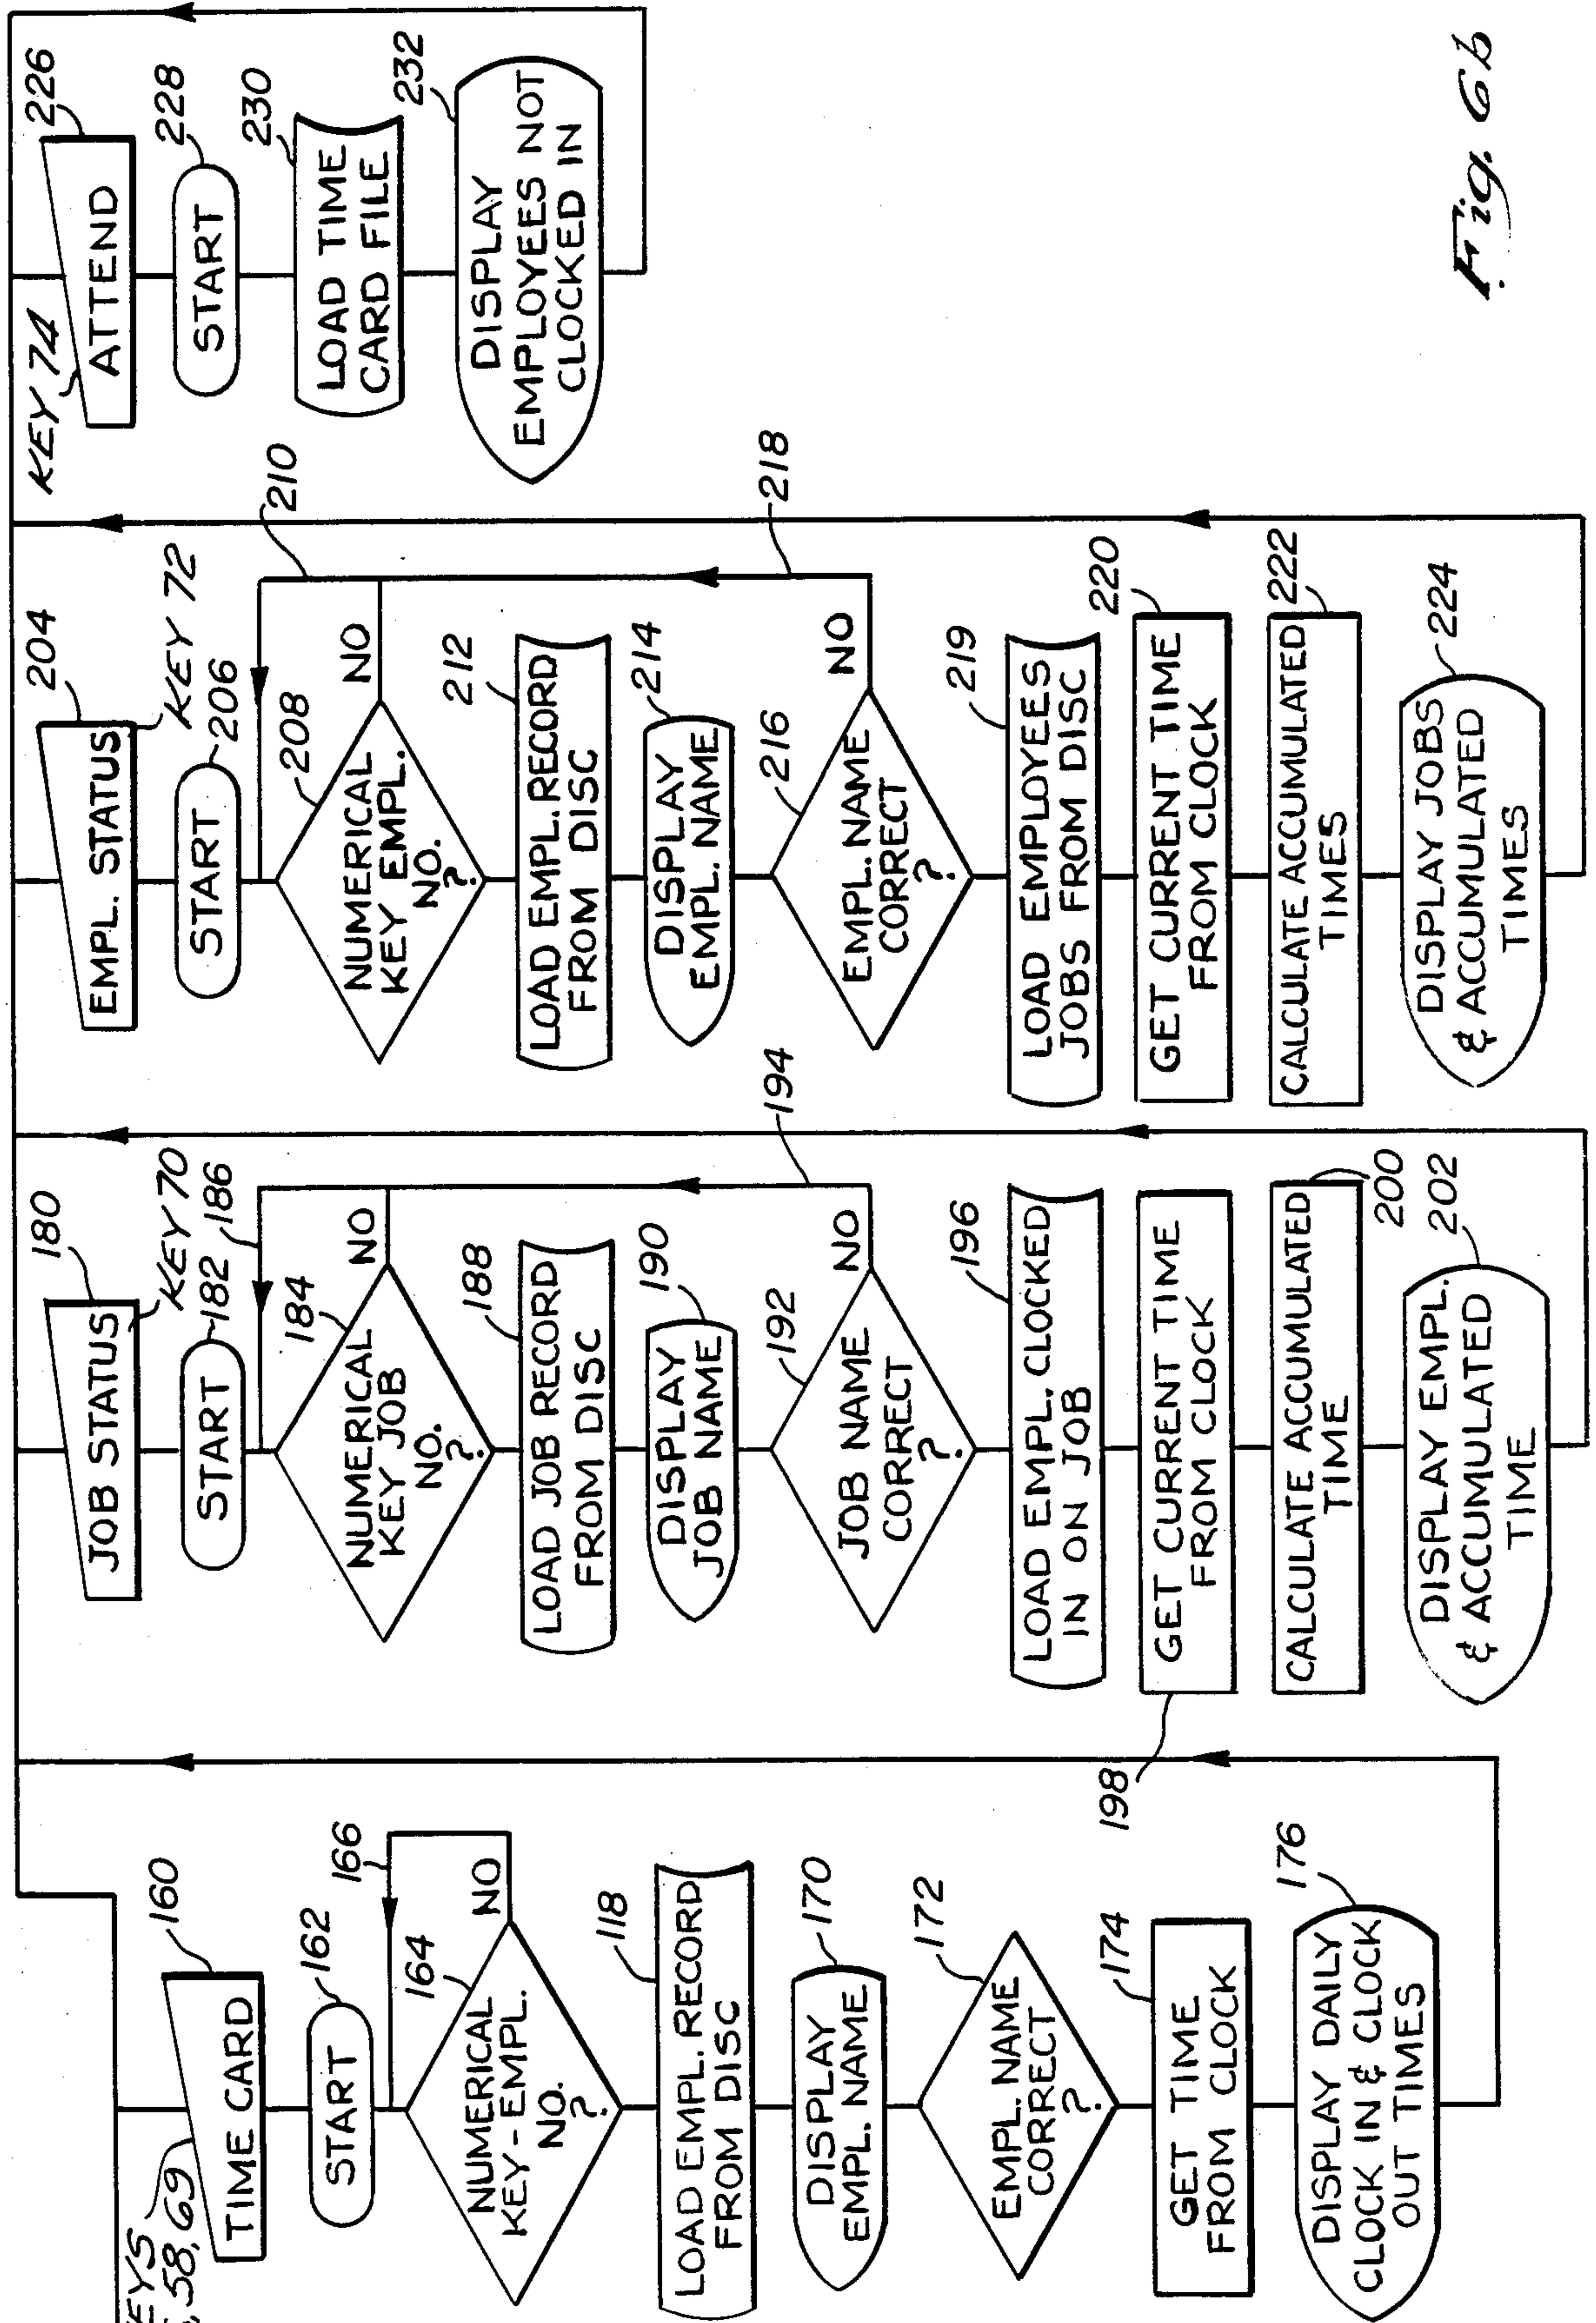 KEYS
, 58, 69
TIME CARD
160
START
162
166
164
NUMERICAL
KEY-EMPL.
NO.
?
NO
118
LOAD EMPL. RECORD
FROM DISC
170
DISPLAY
EMPL. NAME
172
EMPL. NAME
CORRECT
?
174
GET TIME
FROM CLOCK
176
DISPLAY DAILY
CLOCK IN & CLOCK
OUT TIMES
180
JOB STATUS
KEY 70
START
182
186
184
NUMERICAL
KEY JOB
NO.
?
NO
188
LOAD JOB RECORD
FROM DISC
190
DISPLAY
JOB NAME
192
194
JOB NAME
CORRECT
?
NO
196
LOAD EMPL. CLOCKED
IN ON JOB
198
GET CURRENT TIME
FROM CLOCK
CALCULATE ACCUMULATED
TIME
200
202
DISPLAY EMPL.
& ACCUMULATED
TIME
204
EMPL. STATUS
KEY 72
START
206
210
208
NUMERICAL
KEY EMPL.
NO.
?
NO
212
LOAD EMPL. RECORD
FROM DISC
214
DISPLAY
EMPL. NAME
216
218
EMPL. NAME
CORRECT
?
NO
219
LOAD EMPLOYEES
JOBS FROM DISC
220
GET CURRENT TIME
FROM CLOCK
222
CALCULATE ACCUMULATED
TIMES
224
DISPLAY JOBS
& ACCUMULATED
TIMES
KEY 74
226
ATTEND
228
START
230
LOAD TIME
CARD FILE
232
DISPLAY
EMPLOYEES NOT
CLOCKED IN
Fig. 6b